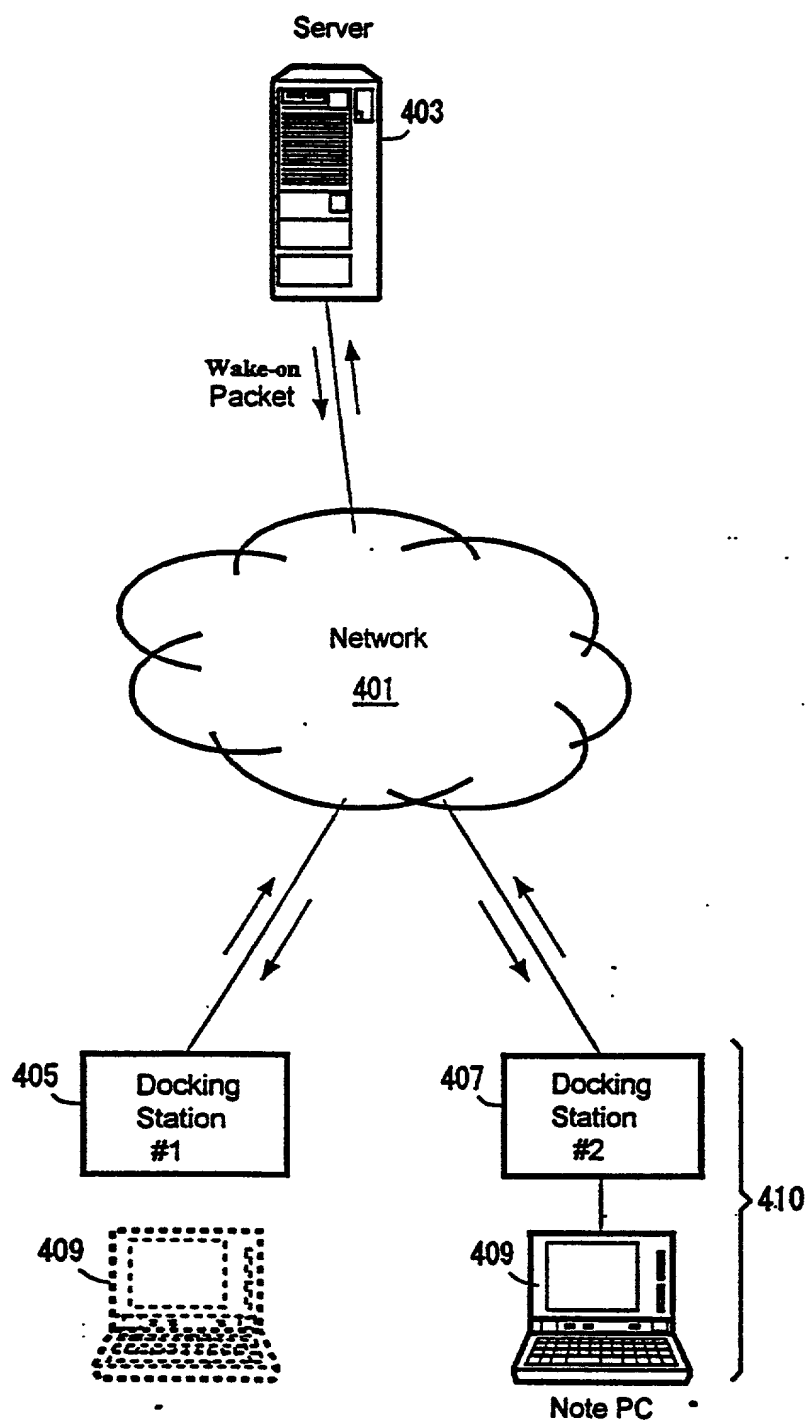 Server
403
Wake-on
Packet
Network
401
405
Docking
Station
#1
407
Docking
Station
#2
410
409
409
Note PC